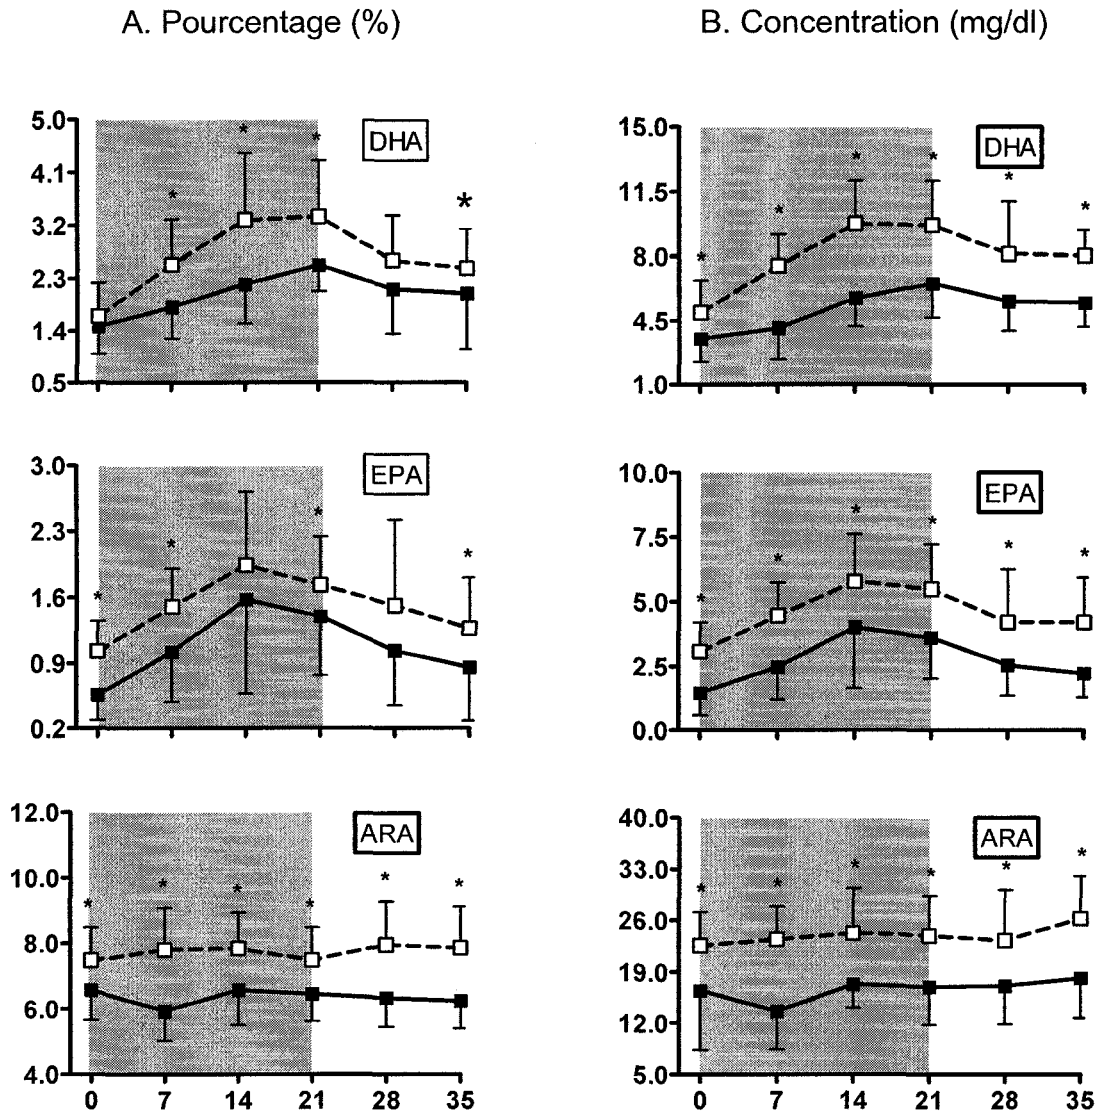 A. Pourcentage (%)
B. Concentration (mg/dl)
5.0
4.1
3.2
2.3
1.4
0.5
DHA
* * * *
15.0
11.5
8.0
4.5
1.0
DHA
* * * * * *
3.0
2.3
1.6
0.9
0.2
EPA
* * * *
10.0
7.5
5.0
2.5
0.0
EPA
* * * * * *
12.0
10.0
8.0
6.0
4.0
ARA
* * * * * *
0 7 14 21 28 35
40.0
33.0
26.0
19.0
12.0
5.0
ARA
* * * * * *
0 7 14 21 28 35